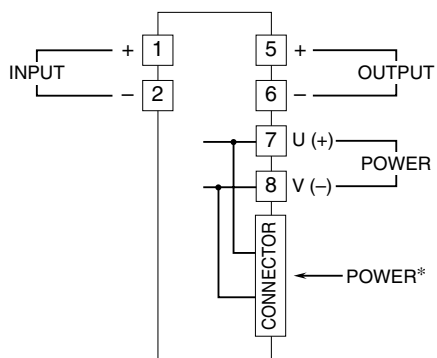 + 1 5 +
INPUT OUTPUT
− 2 6 −
7 U (+)
POWER
8 V (−)
CONNECTOR
POWER*